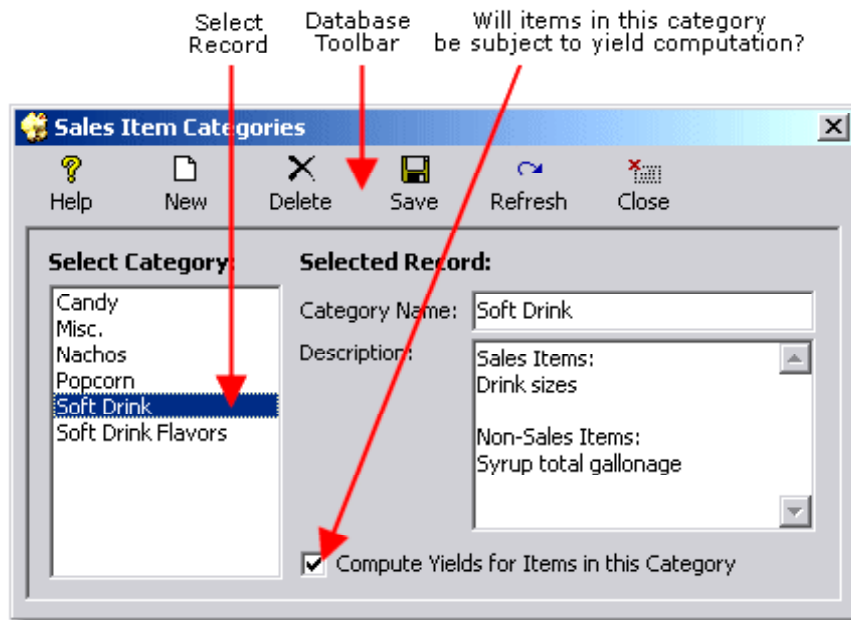 Select
Record
Database
Toolbar
Will items in this category
be subject to yield computation?
Sales Item Categories
Help New Delete Save Refresh Close
Select Category:
Candy
Misc.
Nachos
Popcorn
Soft Drink
Soft Drink Flavors
Selected Record:
Category Name: Soft Drink
Description:
Sales Items:
Drink sizes
Non-Sales Items:
Syrup total gallonage
Compute Yields for Items in this Category